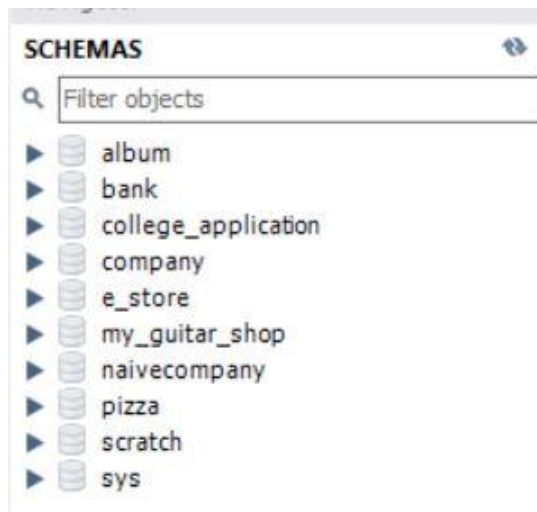 SCHEMAS
Filter objects
album
bank
college_application
company
e_store
my_guitar_shop
naivecompany
pizza
scratch
sys